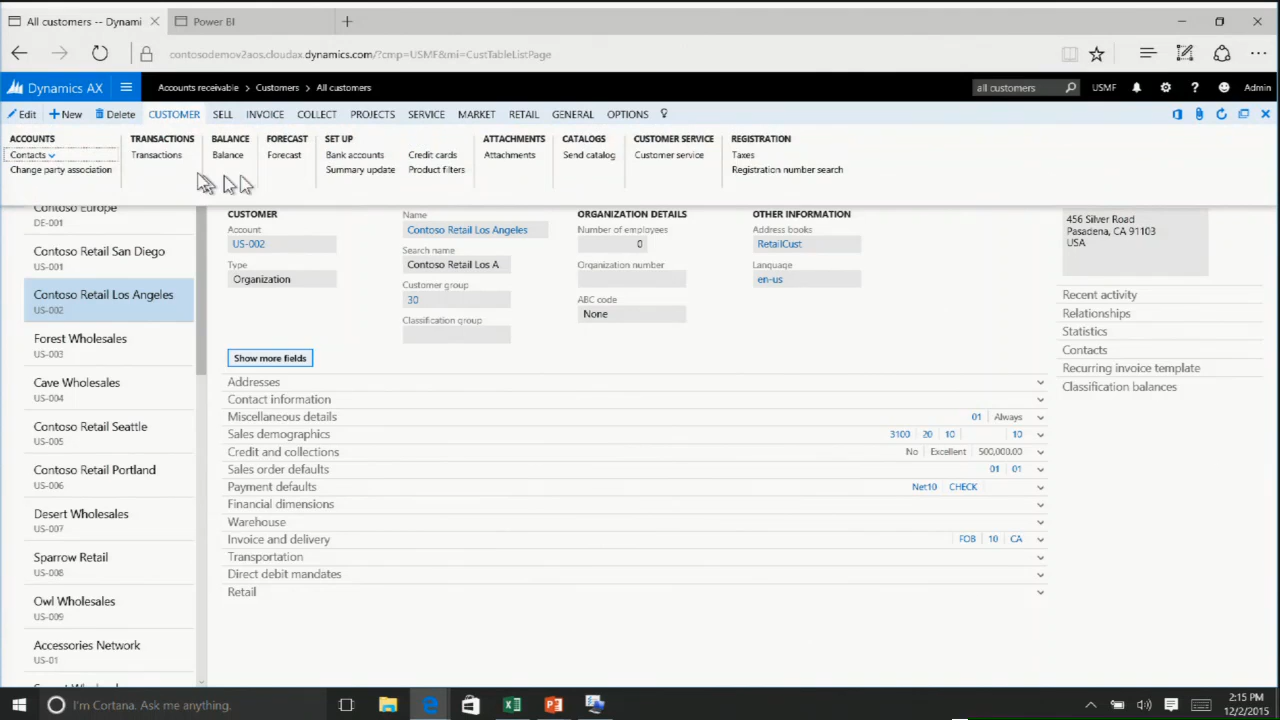 All customers -- Dynami
Power BI
contosodemov2aos.cloudax.dynamics.com/?cmp=USMF&mi=CustTableListPage
Dynamics AX
Accounts receivable > Customers > All customers
all customers
USMF
Admin
Edit
New
Delete
CUSTOMER
SELL
INVOICE
COLLECT
PROJECTS
SERVICE
MARKET
RETAIL
GENERAL
OPTIONS
ACCOUNTS
Contacts
Change party association
TRANSACTIONS
Transactions
BALANCE
Balance
FORECAST
Forecast
SET UP
Bank accounts
Summary update
Credit cards
Product filters
ATTACHMENTS
Attachments
CATALOGS
Send catalog
CUSTOMER SERVICE
Customer service
REGISTRATION
Taxes
Registration number search
Contoso Europe
DE-001
Contoso Retail San Diego
US-001
Contoso Retail Los Angeles
US-002
Forest Wholesales
US-003
Cave Wholesales
US-004
Contoso Retail Seattle
US-005
Contoso Retail Portland
US-006
Desert Wholesales
US-007
Sparrow Retail
US-008
Owl Wholesales
US-009
Accessories Network
US-01
CUSTOMER
Account
US-002
Type
Organization
Name
Contoso Retail Los Angeles
Search name
Contoso Retail Los A
Customer group
30
Classification group
ORGANIZATION DETAILS
Number of employees
0
Organization number
ABC code
None
OTHER INFORMATION
Address books
RetailCust
Language
en-us
Show more fields
Addresses
Contact information
Miscellaneous details 01 Always
Sales demographics 3100 20 10 10
Credit and collections No Excellent 500,000.00
Sales order defaults 01 01
Payment defaults Net10 CHECK
Financial dimensions
Warehouse
Invoice and delivery FOB 10 CA
Transportation
Direct debit mandates
Retail
456 Silver Road
Pasadena, CA 91103
USA
Recent activity
Relationships
Statistics
Contacts
Recurring invoice template
Classification balances
I'm Cortana. Ask me anything.
2:15 PM
12/2/2015